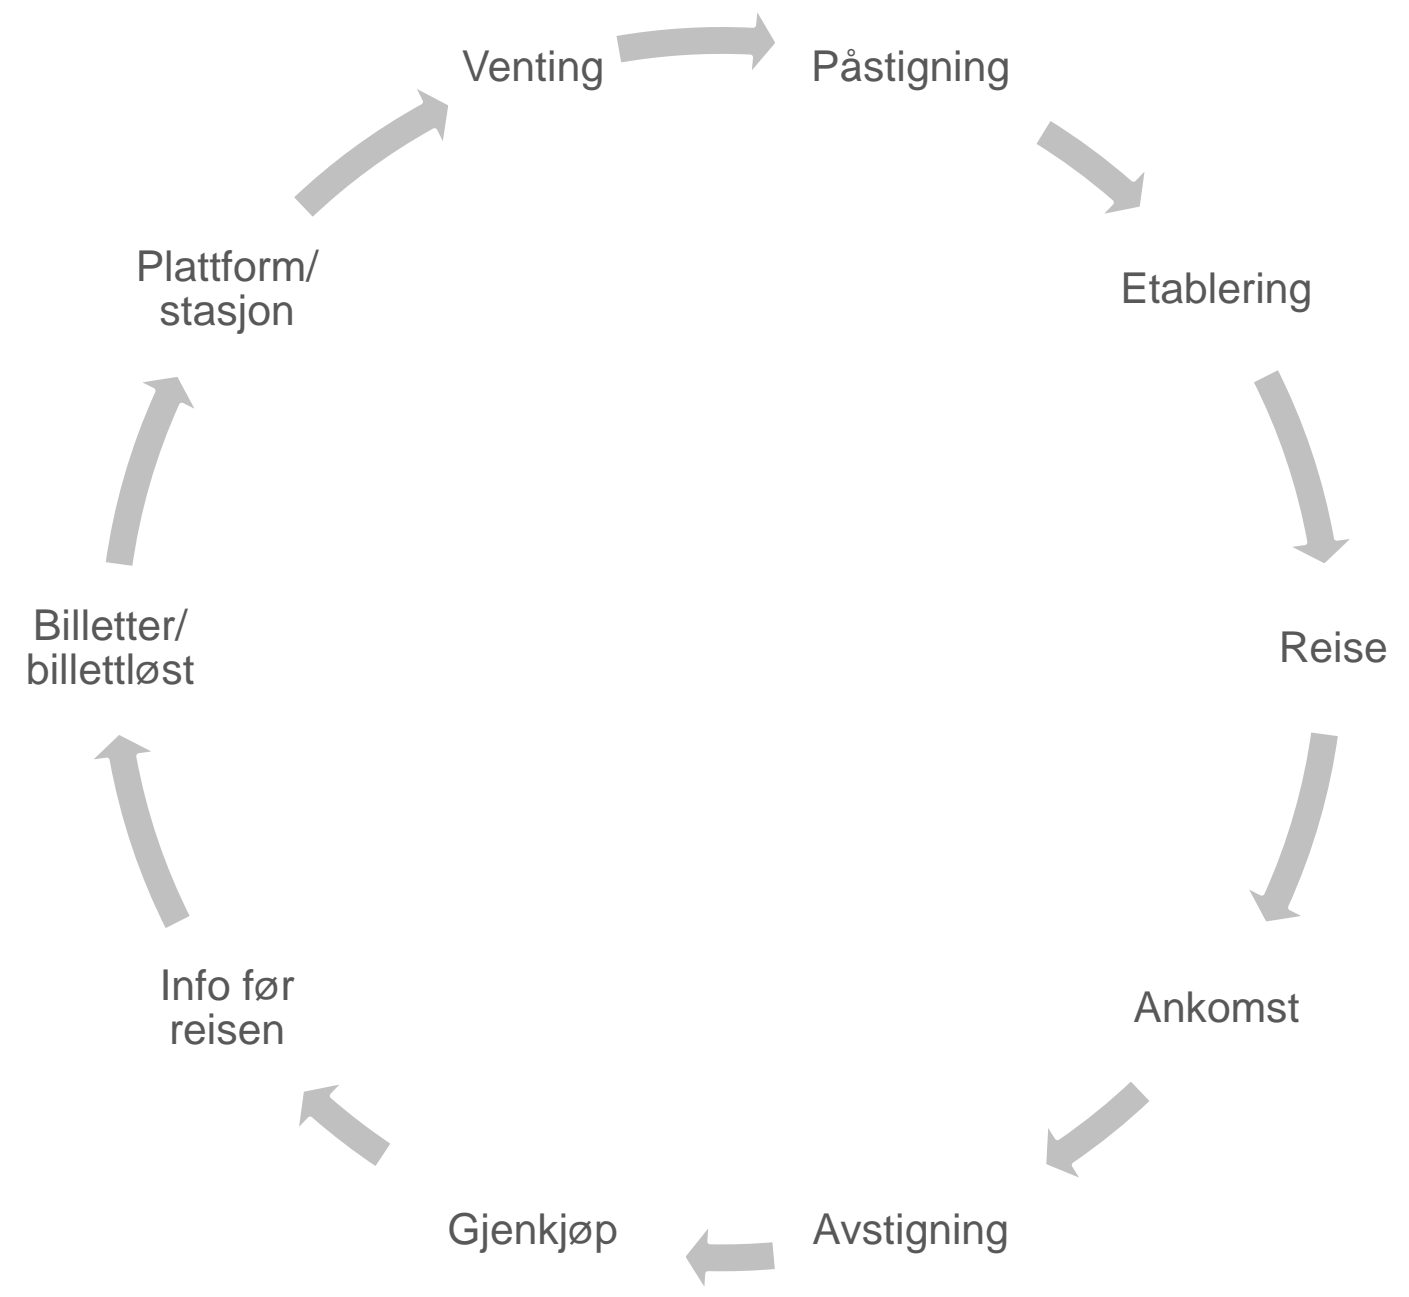 Venting
Påstigning
Plattform/
stasjon
Etablering
Billetter/
billettløst
Reise
Info før
reisen
Ankomst
Gjenkjøp
Avstigning